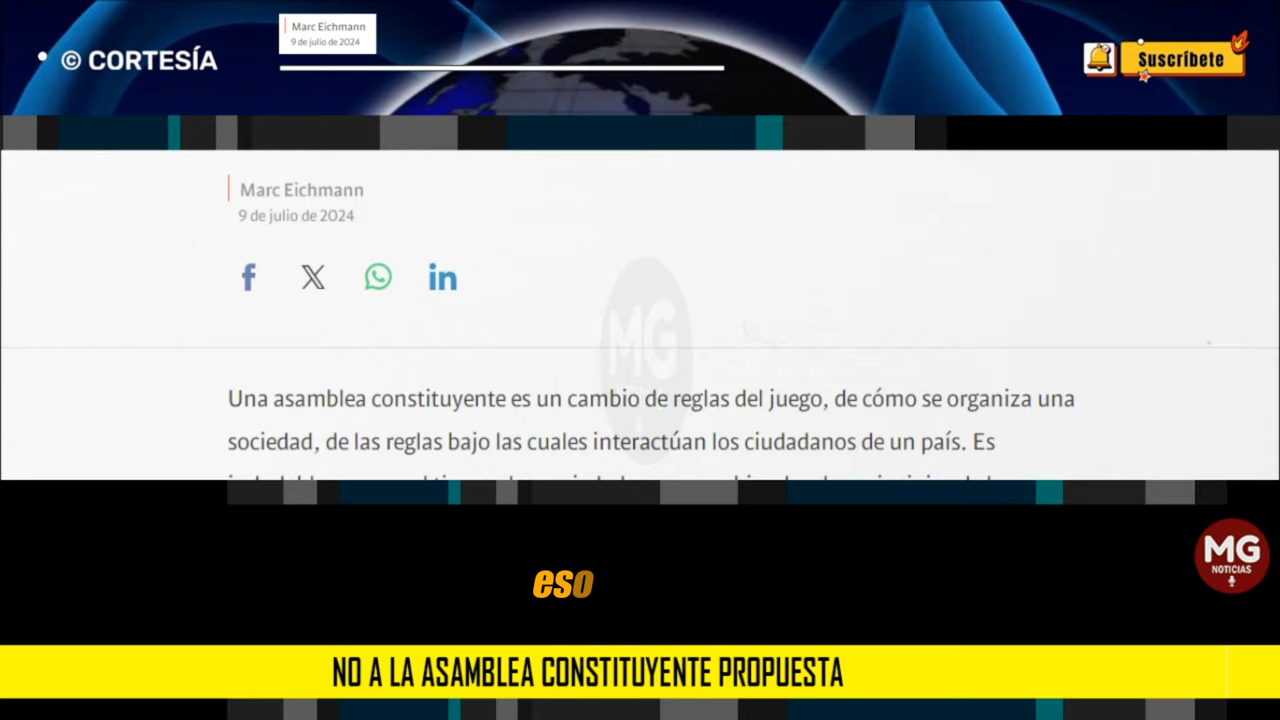 Marc Eichmann
9 de julio de 2024
© CORTESÍA
Suscríbete
Marc Eichmann
9 de julio de 2024
Una asamblea constituyente es un cambio de reglas del juego, de cómo se organiza una
sociedad, de las reglas bajo las cuales interactúan los ciudadanos de un país. Es
MG
MG
NOTICIAS
eso
NO A LA ASAMBLEA CONSTITUYENTE PROPUESTA